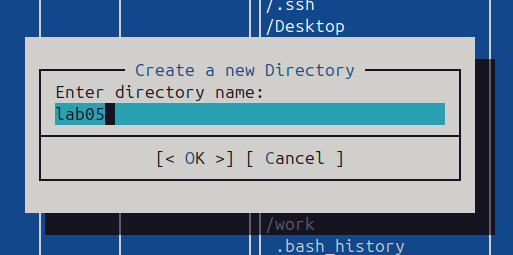 /.ssh
/Desktop
Create a new Directory
Enter directory name:
lab05
[< OK >] [ Cancel ]
/work
.bash_history